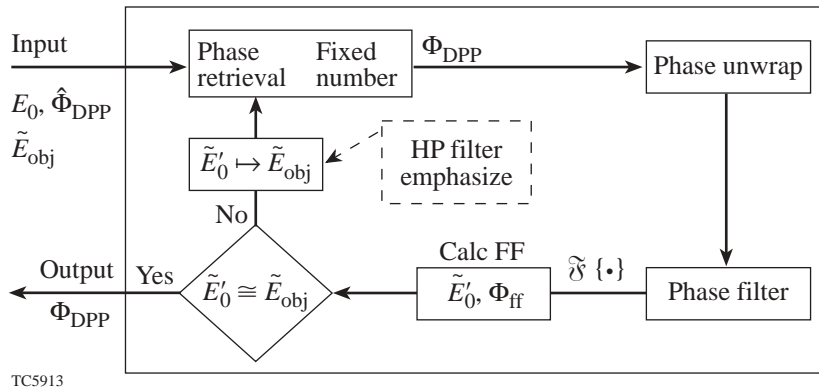 Input
E₀, Φ̂_DPP
Ẽ_obj
Phase retrieval
Fixed number
Φ_DPP
Phase unwrap
Ẽ′₀ ↦ Ẽ_obj
HP filter
emphasize
No
Output
Φ_DPP
Yes
Ẽ′₀ ≅ Ẽ_obj
Calc FF
Ẽ′₀, Φ_ff
𝔉 {•}
Phase filter
TC5913